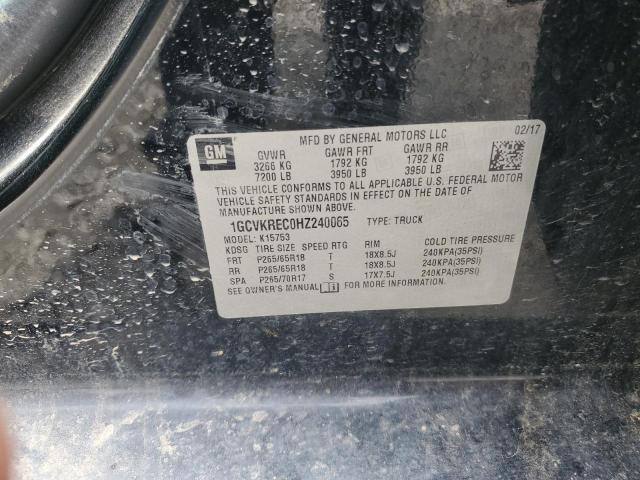 GM
MFD BY GENERAL MOTORS LLC
02/17
GVWR GAWR FRT GAWR RR
3266 KG 1792 KG 1792 KG
7200 LB 3950 LB 3950 LB
THIS VEHICLE CONFORMS TO ALL APPLICABLE U.S. FEDERAL MOTOR
VEHICLE SAFETY STANDARDS IN EFFECT ON THE DATE OF
MANUFACTURE SHOWN ABOVE.
1GCVKREC0HZ240065 TYPE: TRUCK
MODEL: K15753
KDSG TIRE SIZE SPEED RTG RIM COLD TIRE PRESSURE
FRT P265/65R18 T 18X8.5J 240KPA(35PSI)
RR P265/65R18 T 18X8.5J 240KPA(35PSI)
SPA P265/70R17 S 17X7.5J 240KPA(35PSI)
SEE OWNER'S MANUAL FOR MORE INFORMATION.